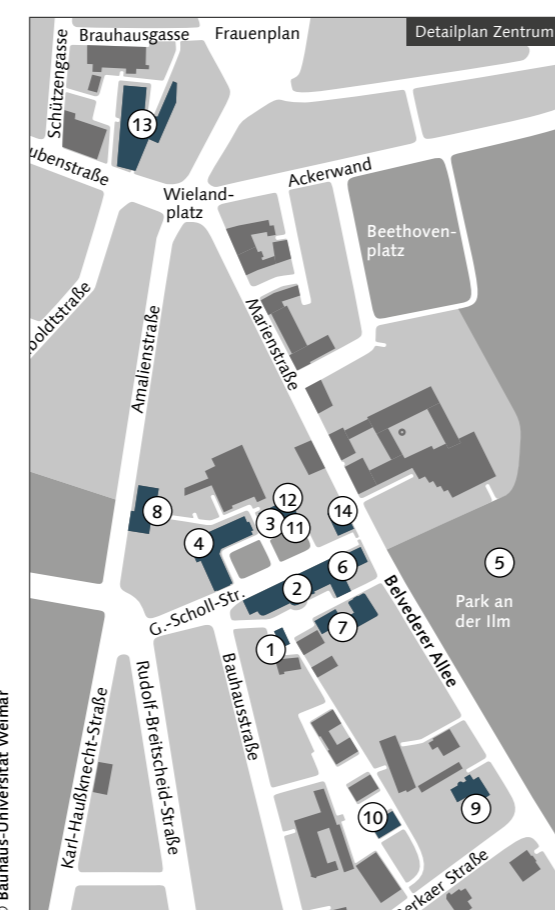 Detailplan Zentrum
Brauhausgasse
Frauenplan
Schützengasse
13
ubenstraße
Wieland-
platz
Ackerwand
Beethoven-
platz
boldtstraße
Amalienstraße
Marienstraße
8
12
3
11
14
4
5
Park an
der Ilm
6
2
G.-Scholl-Str.
7
1
Belvederer Allee
Bauhausstraße
Rudolf-Breitscheid-Straße
Karl-Haußknecht-Straße
9
10
erkaer Straße
© Bauhaus-Universität Weimar